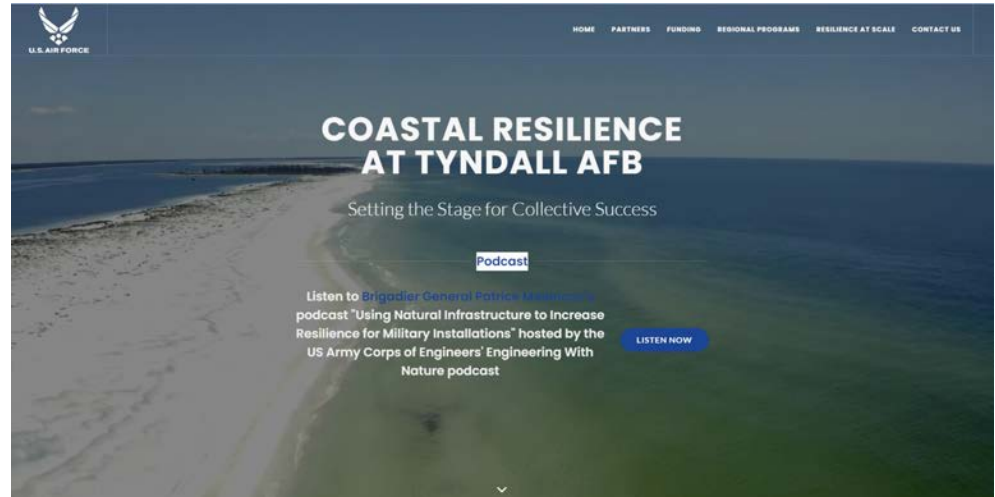 U.S. AIR FORCE
HOME PARTNERS FUNDING REGIONAL PROGRAMS RESILIENCE AT SCALE CONTACT US
COASTAL RESILIENCE
AT TYNDALL AFB
Setting the Stage for Collective Success
Podcast
Listen to Brigadier General Patrice
podcast "Using Natural Infrastructure to Increase
Resilience for Military Installations" hosted by the
US Army Corps of Engineers' Engineering With
Nature podcast
LISTEN NOW